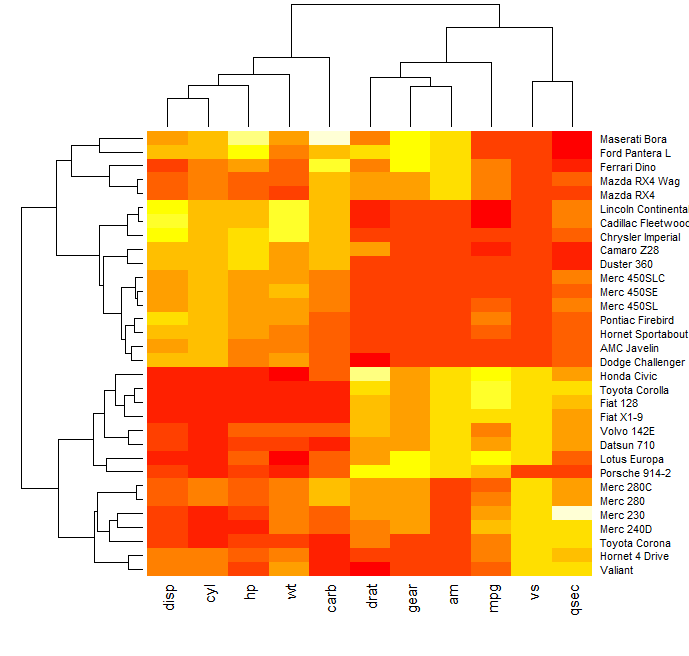 Maserati Bora
Ford Pantera L
Ferrari Dino
Mazda RX4 Wag
Mazda RX4
Lincoln Continental
Cadillac Fleetwood
Chrysler Imperial
Camaro Z28
Duster 360
Merc 450SLC
Merc 450SE
Merc 450SL
Pontiac Firebird
Hornet Sportabout
AMC Javelin
Dodge Challenger
Honda Civic
Toyota Corolla
Fiat 128
Fiat X1-9
Volvo 142E
Datsun 710
Lotus Europa
Porsche 914-2
Merc 280C
Merc 280
Merc 230
Merc 240D
Toyota Corona
Hornet 4 Drive
Valiant
disp cyl hp wt carb drat gear am mpg vs qsec